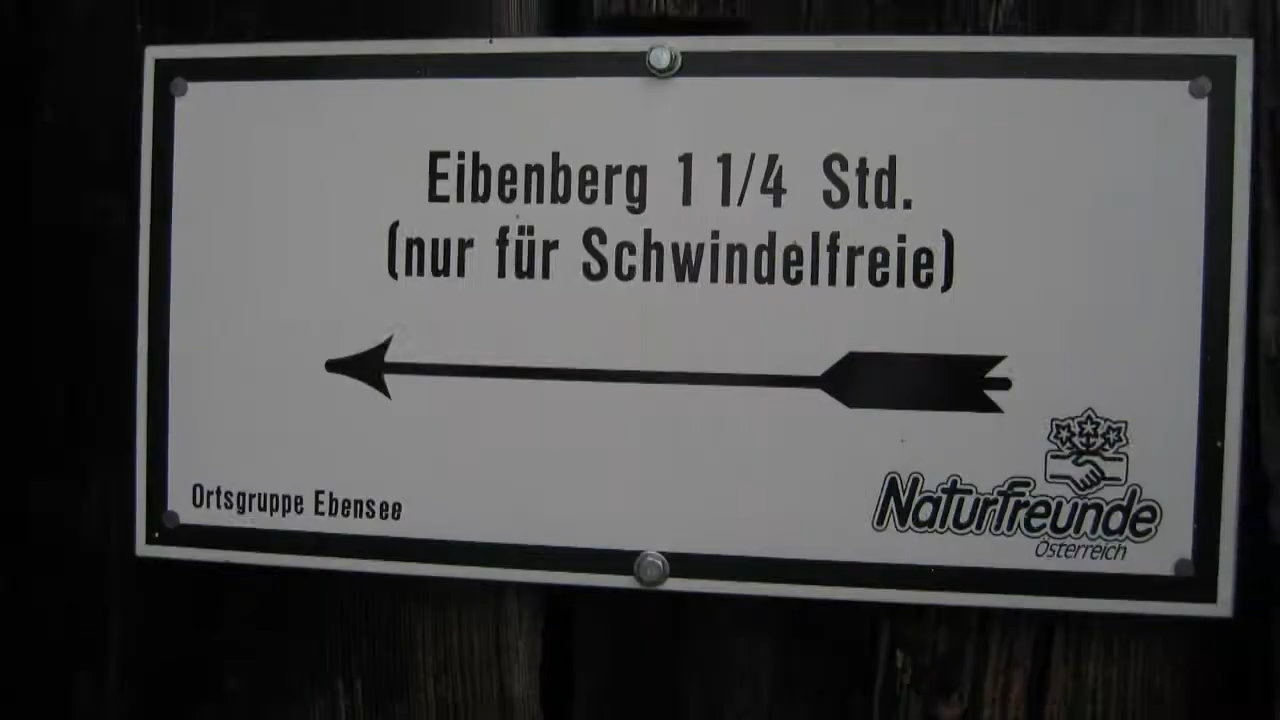 Eibenberg 1 1/4 Std.
(nur für Schwindelfreie)
Ortsgruppe Ebensee
Naturfreunde
Österreich